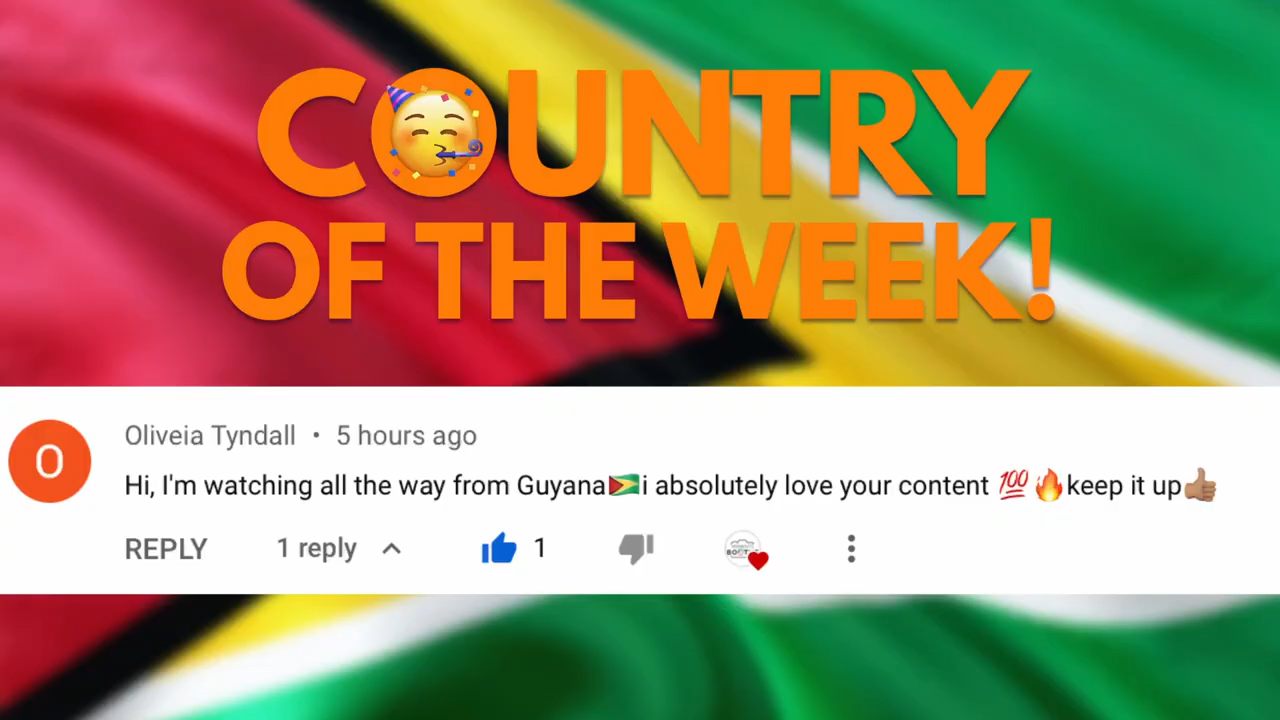 COUNTRY
OF THE WEEK!
O
Oliveia Tyndall • 5 hours ago
Hi, I'm watching all the way from Guyana🇬🇾i absolutely love your content 💯🔥keep it up👍🏽
REPLY 1 reply 1